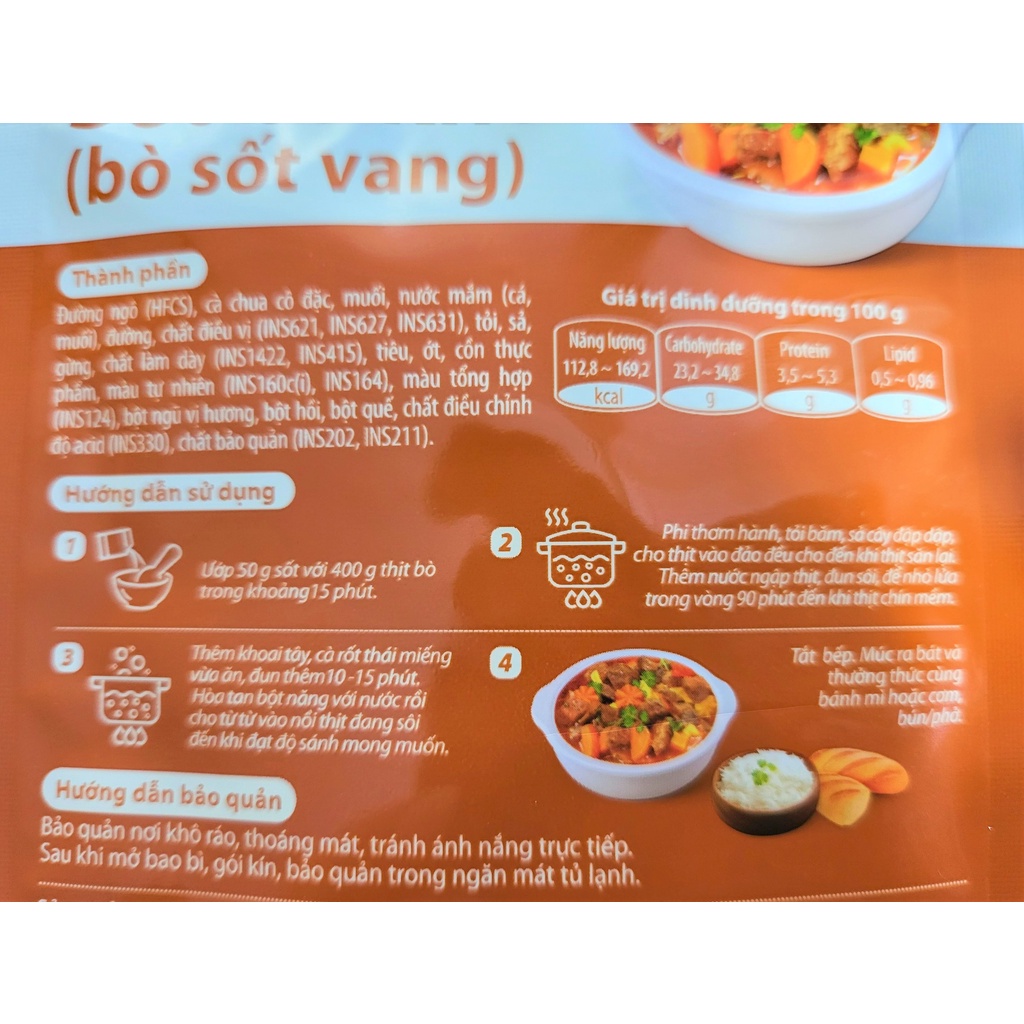 (bò sốt vang)
Thành phần
Đường ngô (HFCS), cà chua cô đặc, muối, nước mắm (cá,
muối), đường, chất điều vị (INS621, INS627, INS631), tỏi, sả,
gừng, chất làm dày (INS1422, INS415), tiêu, ớt, cồn thực
phẩm, màu tự nhiên (INS160c(i), INS164), màu tổng hợp
(INS124), bột ngũ vị hương, bột hồi, bột quế, chất điều chỉnh
độ acid (INS330), chất bảo quản (INS202, INS211).
Giá trị dinh dưỡng trong 100 g
Năng lượng
112,8 ~ 169,2
kcal
Carbohydrate
23,2 ~ 34,8
g
Protein
3,5 ~ 5,3
g
Lipid
0,5 ~ 0,96
g
Hướng dẫn sử dụng
1
Ướp 50 g sốt với 400 g thịt bò
trong khoảng15 phút.
2
Phi thơm hành, tỏi băm, sả cây đập dập,
cho thịt vào đảo đều cho đến khi thịt săn lại.
Thêm nước ngập thịt, đun sôi, để nhỏ lửa
trong vòng 90 phút đến khi thịt chín mềm.
3
Thêm khoai tây, cà rốt thái miếng
vừa ăn, đun thêm10 -15 phút.
Hòa tan bột năng với nước rồi
cho từ từ vào nồi thịt đang sôi
đến khi đạt độ sánh mong muốn.
4
Tắt bếp. Múc ra bát và
thưởng thức cùng
bánh mì hoặc cơm,
bún/phở.
Hướng dẫn bảo quản
Bảo quản nơi khô ráo, thoáng mát, tránh ánh nắng trực tiếp.
Sau khi mở bao bì, gói kín, bảo quản trong ngăn mát tủ lạnh.